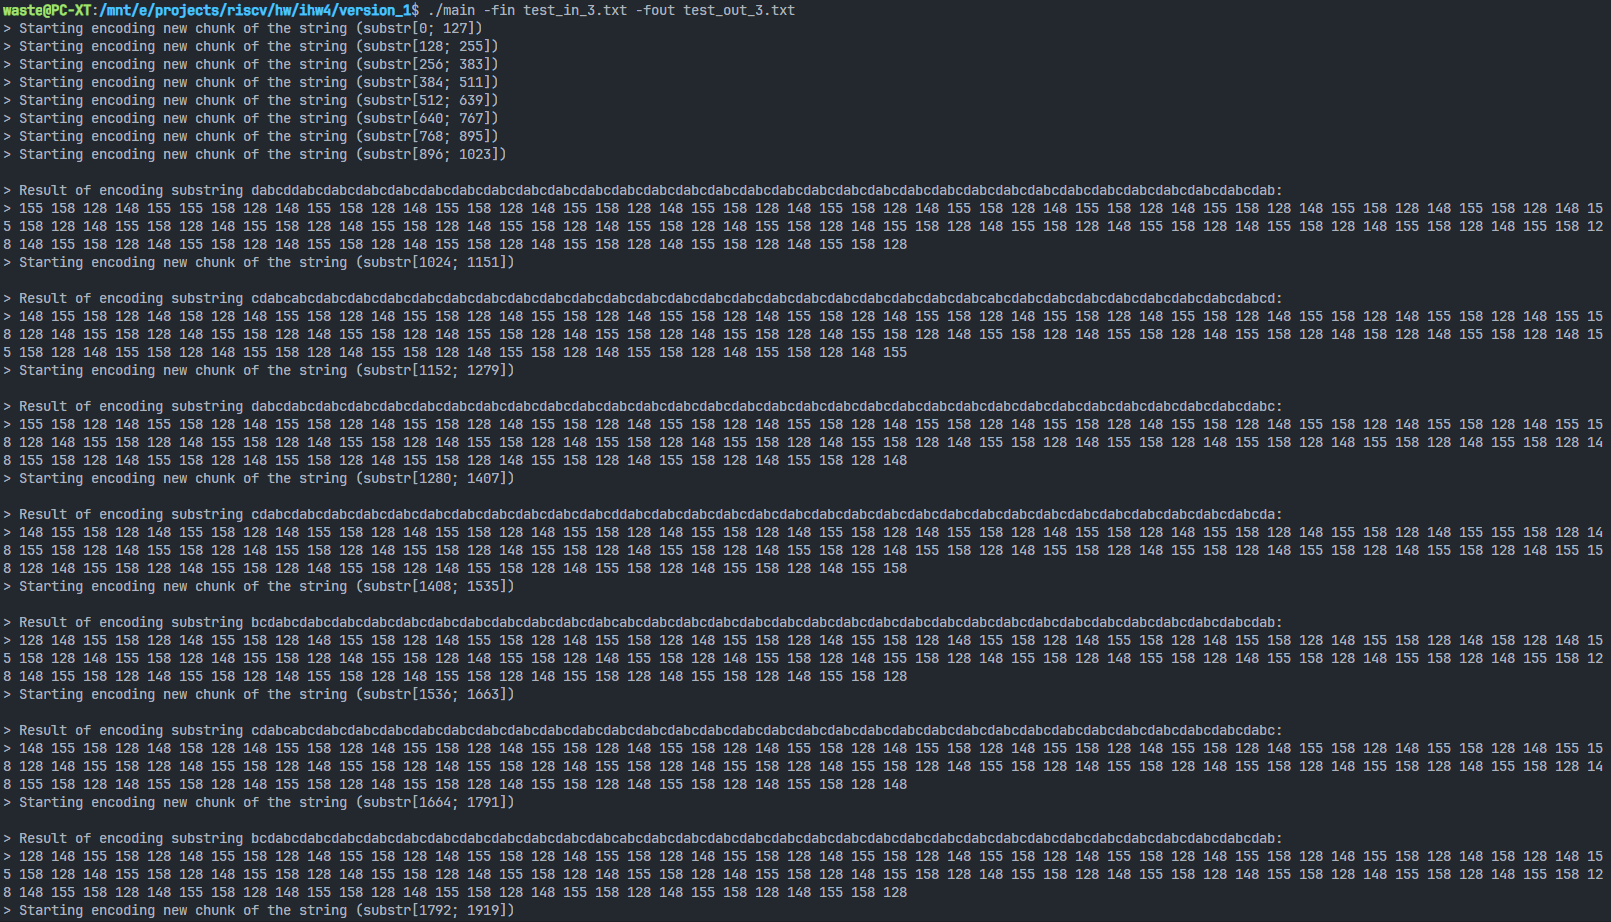 waste@PC-XT:/mnt/e/projects/riscv/hw/ihw4/version_1$ ./main -fin test_in_3.txt -fout test_out_3.txt
> Starting encoding new chunk of the string (substr[0; 127])
> Starting encoding new chunk of the string (substr[128; 255])
> Starting encoding new chunk of the string (substr[256; 383])
> Starting encoding new chunk of the string (substr[384; 511])
> Starting encoding new chunk of the string (substr[512; 639])
> Starting encoding new chunk of the string (substr[640; 767])
> Starting encoding new chunk of the string (substr[768; 895])
> Starting encoding new chunk of the string (substr[896; 1023])
> Result of encoding substring dabcddabcdabcdabcdabcdabcdabcdabcdabcdabcdabcdabcdabcdabcdabcdabcdabcdabcdabcdabcdabcdabcdabcdabcdabcdabcdabcdabcdabcdabcdabcdab:
> 155 158 128 148 155 155 158 128 148 155 158 128 148 155 158 128 148 155 158 128 148 155 158 128 148 155 158 128 148 155 158 128 148 155 158 128 148 155 158 128 148 155 158 128 148 155 158 128 148 15
5 158 128 148 155 158 128 148 155 158 128 148 155 158 128 148 155 158 128 148 155 158 128 148 155 158 128 148 155 158 128 148 155 158 128 148 155 158 128 148 155 158 128 148 155 158 128 148 155 158 12
8 148 155 158 128 148 155 158 128 148 155 158 128 148 155 158 128 148 155 158 128 148 155 158 128 148 155 158 128
> Starting encoding new chunk of the string (substr[1024; 1151])
> Result of encoding substring cdabcabcdabcdabcdabcdabcdabcdabcdabcdabcdabcdabcdabcdabcdabcdabcdabcdabcdabcdabcdabcdabcdabcabcdabcdabcdabcdabcdabcdabcdabcdabcd:
> 148 155 158 128 148 158 128 148 155 158 128 148 155 158 128 148 155 158 128 148 155 158 128 148 155 158 128 148 155 158 128 148 155 158 128 148 155 158 128 148 155 158 128 148 155 158 128 148 155 15
8 128 148 155 158 128 148 155 158 128 148 155 158 128 148 155 158 128 148 155 158 128 148 155 158 128 148 155 158 128 148 155 158 128 148 155 158 128 148 155 158 128 148 158 128 148 155 158 128 148 15
5 158 128 148 155 158 128 148 155 158 128 148 155 158 128 148 155 158 128 148 155 158 128 148 155 158 128 148 155
> Starting encoding new chunk of the string (substr[1152; 1279])
> Result of encoding substring dabcdabcdabcdabcdabcdabcdabcdabcdabcdabcdabcdabcdabcdabcdabcdabcdabcdabcdabcdabcdabcdabcdabcdabcdabcdabcdabcdabcdabcdabcdabcdabc:
> 155 158 128 148 155 158 128 148 155 158 128 148 155 158 128 148 155 158 128 148 155 158 128 148 155 158 128 148 155 158 128 148 155 158 128 148 155 158 128 148 155 158 128 148 155 158 128 148 155 15
8 128 148 155 158 128 148 155 158 128 148 155 158 128 148 155 158 128 148 155 158 128 148 155 158 128 148 155 158 128 148 155 158 128 148 155 158 128 148 155 158 128 148 155 158 128 148 155 158 128 14
8 155 158 128 148 155 158 128 148 155 158 128 148 155 158 128 148 155 158 128 148 155 158 128 148 155 158 128 148
> Starting encoding new chunk of the string (substr[1280; 1407])
> Result of encoding substring cdabcdabcdabcdabcdabcdabcdabcdabcdabcdabcdabcddabcdabcdabcdabcdabcdabcdabcdabcdabcdabcdabcdabcdabcdabcdabcdabcdabcdabcdabcdabcda:
> 148 155 158 128 148 155 158 128 148 155 158 128 148 155 158 128 148 155 158 128 148 155 158 128 148 155 158 128 148 155 158 128 148 155 158 128 148 155 158 128 148 155 158 128 148 155 155 158 128 14
8 155 158 128 148 155 158 128 148 155 158 128 148 155 158 128 148 155 158 128 148 155 158 128 148 155 158 128 148 155 158 128 148 155 158 128 148 155 158 128 148 155 158 128 148 155 158 128 148 155 15
8 128 148 155 158 128 148 155 158 128 148 155 158 128 148 155 158 128 148 155 158 128 148 155 158 128 148 155 158
> Starting encoding new chunk of the string (substr[1408; 1535])
> Result of encoding substring bcdabcdabcdabcdabcdabcdabcdabcdabcdabcdabcdabcabcdabcdabcdabcdabcdabcdabcdabcdabcdabcdabcdabcdabcdabcdabcdabcdabcdabcdabcdabcdab:
> 128 148 155 158 128 148 155 158 128 148 155 158 128 148 155 158 128 148 155 158 128 148 155 158 128 148 155 158 128 148 155 158 128 148 155 158 128 148 155 158 128 148 155 158 128 148 158 128 148 15
5 158 128 148 155 158 128 148 155 158 128 148 155 158 128 148 155 158 128 148 155 158 128 148 155 158 128 148 155 158 128 148 155 158 128 148 155 158 128 148 155 158 128 148 155 158 128 148 155 158 12
8 148 155 158 128 148 155 158 128 148 155 158 128 148 155 158 128 148 155 158 128 148 155 158 128 148 155 158 128
> Starting encoding new chunk of the string (substr[1536; 1663])
> Result of encoding substring cdabcabcdabcdabcdabcdabcdabcdabcdabcdabcdabcdabcdabcdabcdabcdabcdabcdabcdabcdabcdabcdabcdabcdabcdabcdabcdabcdabcdabcdabcdabcdabc:
> 148 155 158 128 148 158 128 148 155 158 128 148 155 158 128 148 155 158 128 148 155 158 128 148 155 158 128 148 155 158 128 148 155 158 128 148 155 158 128 148 155 158 128 148 155 158 128 148 155 15
8 128 148 155 158 128 148 155 158 128 148 155 158 128 148 155 158 128 148 155 158 128 148 155 158 128 148 155 158 128 148 155 158 128 148 155 158 128 148 155 158 128 148 155 158 128 148 155 158 128 14
8 155 158 128 148 155 158 128 148 155 158 128 148 155 158 128 148 155 158 128 148 155 158 128 148 155 158 128 148
> Starting encoding new chunk of the string (substr[1664; 1791])
> Result of encoding substring bcdabcdabcdabcdabcdabcdabcdabcdabcdabcdabcdabcabcdabcdabcdabcdabcdabcdabcdabcdabcdabcdabcdabcdabcdabcdabcdabcdabcdabcdabcdabcdab:
> 128 148 155 158 128 148 155 158 128 148 155 158 128 148 155 158 128 148 155 158 128 148 155 158 128 148 155 158 128 148 155 158 128 148 155 158 128 148 155 158 128 148 155 158 128 148 158 128 148 15
5 158 128 148 155 158 128 148 155 158 128 148 155 158 128 148 155 158 128 148 155 158 128 148 155 158 128 148 155 158 128 148 155 158 128 148 155 158 128 148 155 158 128 148 155 158 128 148 155 158 12
8 148 155 158 128 148 155 158 128 148 155 158 128 148 155 158 128 148 155 158 128 148 155 158 128 148 155 158 128
> Starting encoding new chunk of the string (substr[1792; 1919])